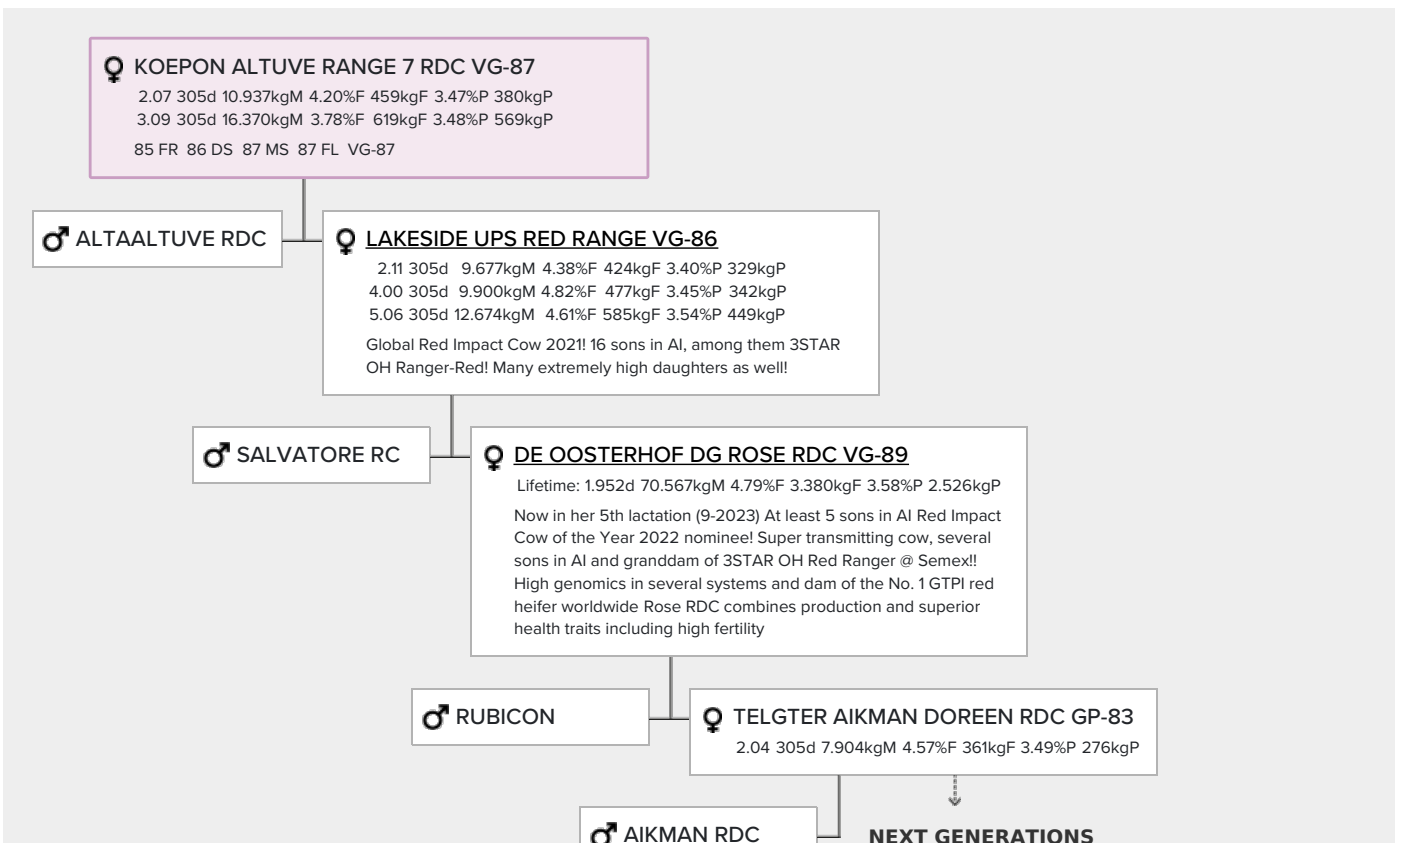 KOEPON ALTUVE RANGE 7 RDC VG-87
2.07 305d 10.937kgM 4.20%F 459kgF 3.47%P 380kgP
3.09 305d 16.370kgM 3.78%F 619kgF 3.48%P 569kgP
85 FR 86 DS 87 MS 87 FL VG-87
ALTAALTUVE RDC
LAKESIDE UPS RED RANGE VG-86
2.11 305d 9.677kgM 4.38%F 424kgF 3.40%P 329kgP
4.00 305d 9.900kgM 4.82%F 477kgF 3.45%P 342kgP
5.06 305d 12.674kgM 4.61%F 585kgF 3.54%P 449kgP
Global Red Impact Cow 2021! 16 sons in AI, among them 3STAR
OH Ranger-Red! Many extremely high daughters as well!
SALVATORE RC
DE OOSTERHOF DG ROSE RDC VG-89
Lifetime: 1.952d 70.567kgM 4.79%F 3.380kgF 3.58%P 2.526kgP
Now in her 5th lactation (9-2023) At least 5 sons in AI Red Impact
Cow of the Year 2022 nominee! Super transmitting cow, several
sons in AI and granddam of 3STAR OH Red Ranger @ Semex!!
High genomics in several systems and dam of the No. 1 GTPI red
heifer worldwide Rose RDC combines production and superior
health traits including high fertility
RUBICON
TELGTER AIKMAN DOREEN RDC GP-83
2.04 305d 7.904kgM 4.57%F 361kgF 3.49%P 276kgP
AIKMAN RDC
NEXT GENERATIONS